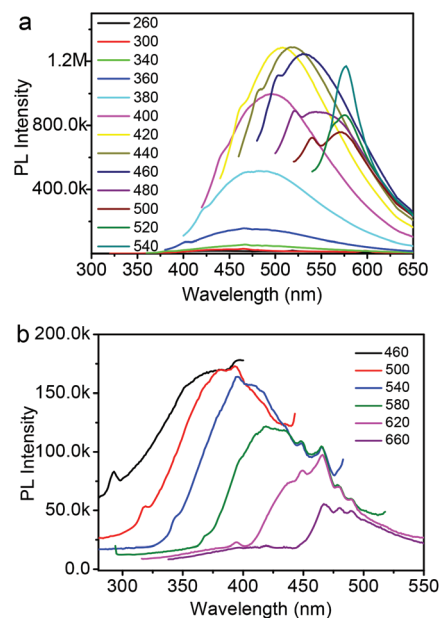 a
PL Intensity
1.2M
800.0k
400.0k
260
300
340
360
380
400
420
440
460
480
500
520
540
300 350 400 450 500 550 600 650
Wavelength (nm)
b
PL Intensity
200.0k
150.0k
100.0k
50.0k
0.0
460
500
540
580
620
660
300 350 400 450 500 550
Wavelength (nm)